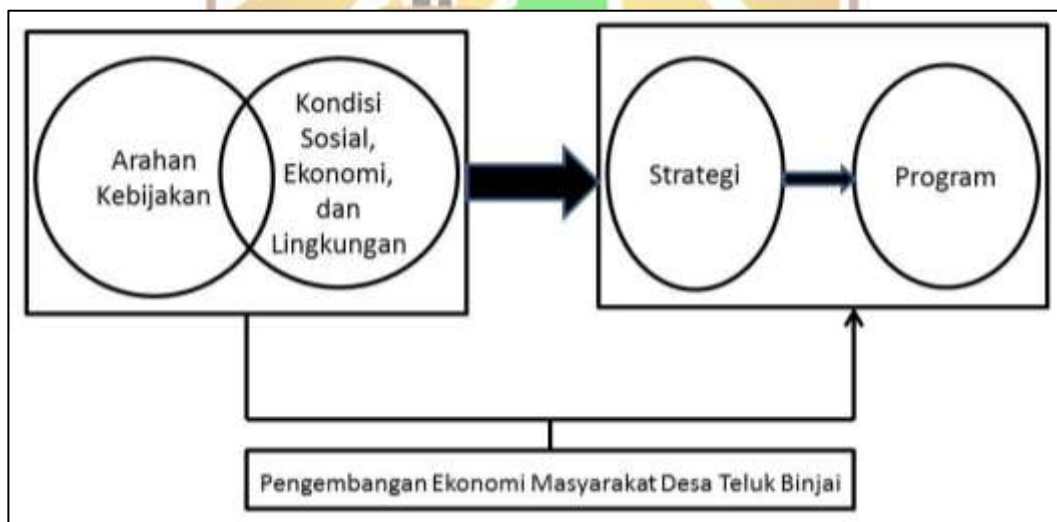 Arahan
Kebijakan
Kondisi
Sosial,
Ekonomi,
dan
Lingkungan
Strategi
Program
Pengembangan Ekonomi Masyarakat Desa Teluk Binjai